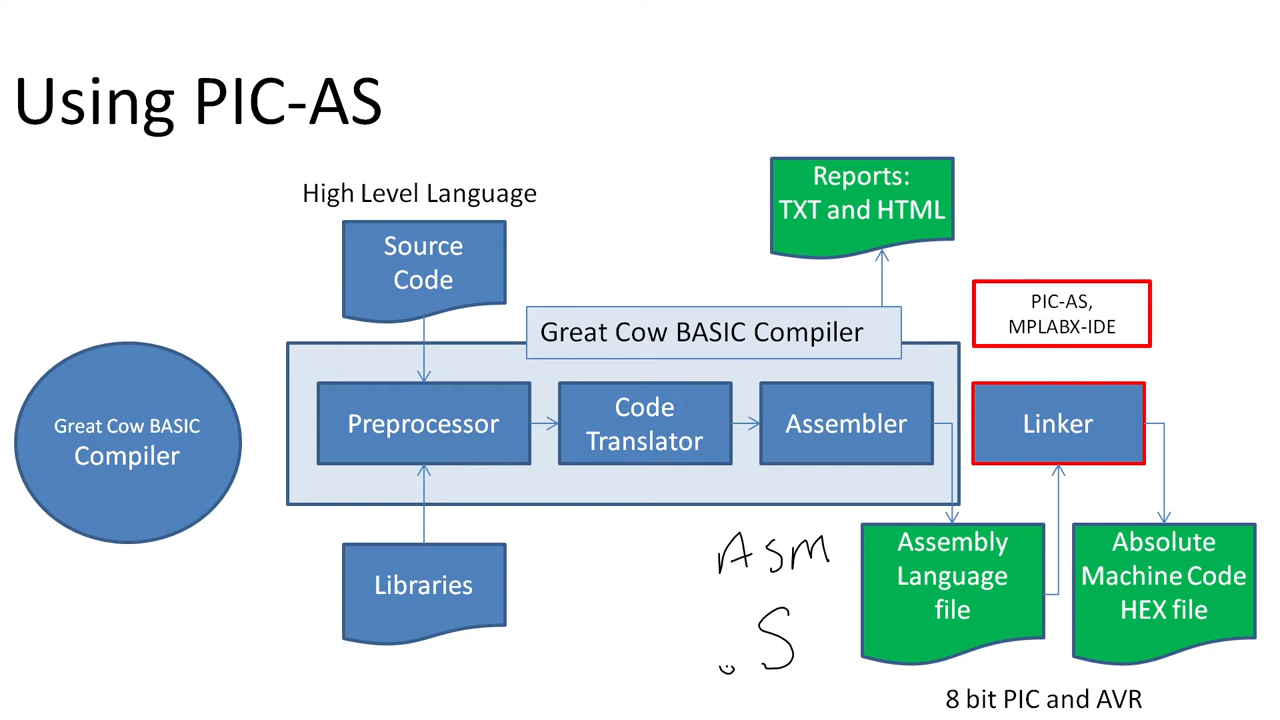 Using PIC-AS
High Level Language
Source
Code
Reports:
TXT and HTML
PIC-AS,
MPLABX-IDE
Great Cow BASIC Compiler
Great Cow BASIC
Compiler
Preprocessor
Code
Translator
Assembler
Linker
Libraries
Asm
.S
Assembly
Language
file
Absolute
Machine Code
HEX file
8 bit PIC and AVR